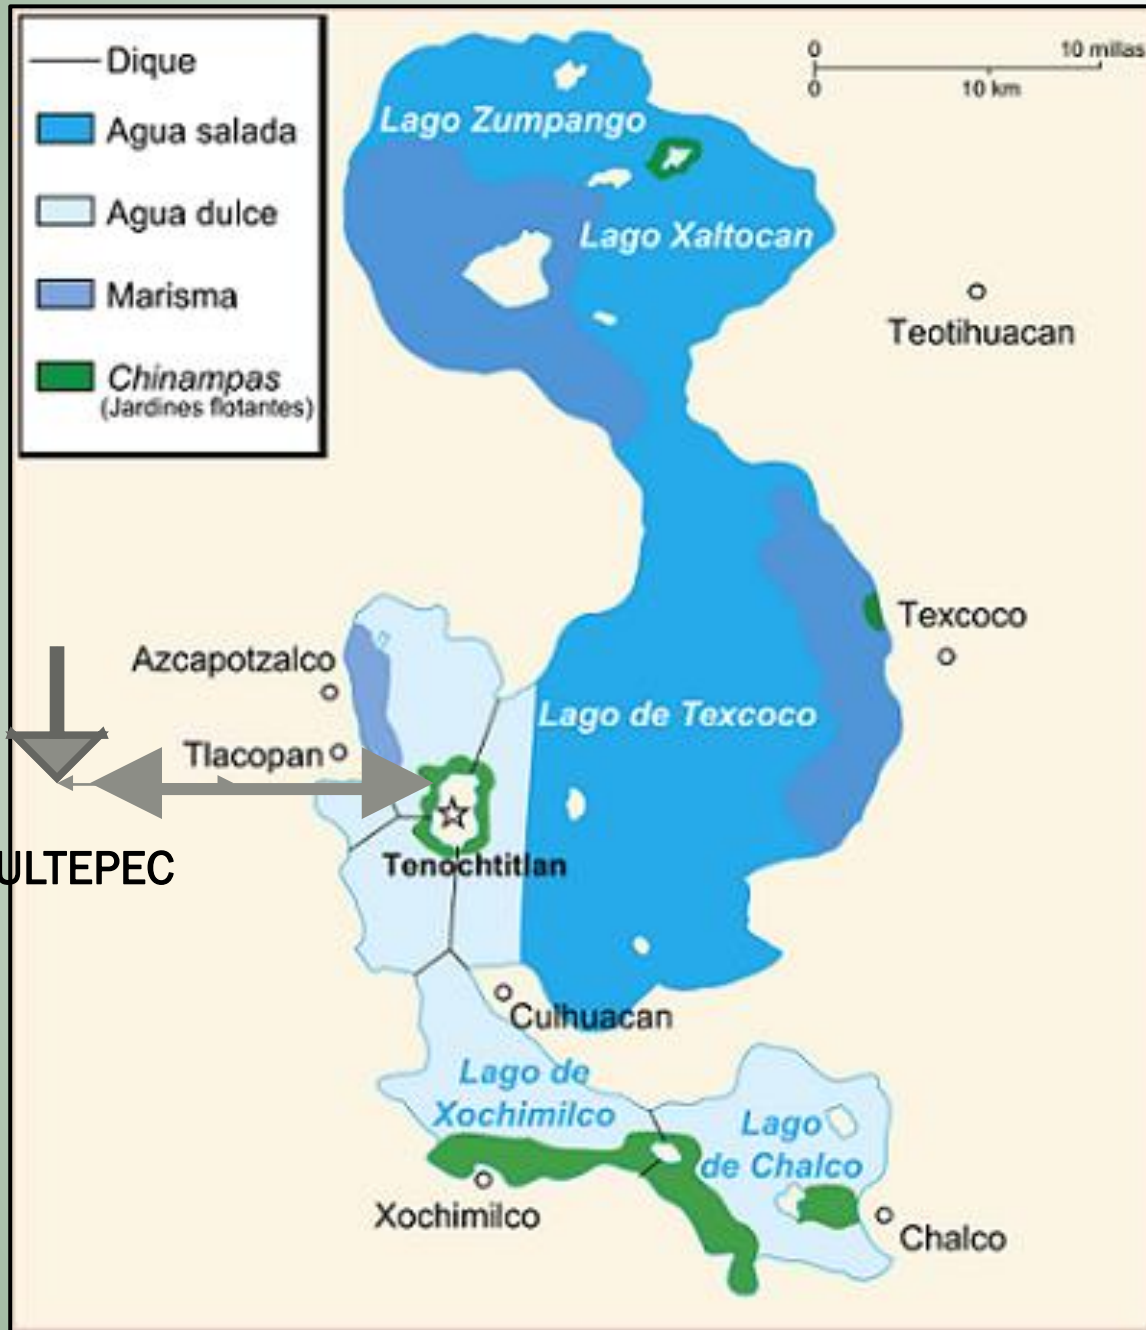 Dique
Agua salada
Agua dulce
Marisma
Chinampas
(Jardines flotantes)
0 10 millas
0 10 km
Lago Zumpango
Lago Xaltocan
Teotihuacan
Texcoco
Azcapotzalco
Lago de Texcoco
Tlacopan
ULTEPEC
Tenochtitlan
Culhuacan
Lago de
Xochimilco
Lago
de Chalco
Xochimilco
Chalco